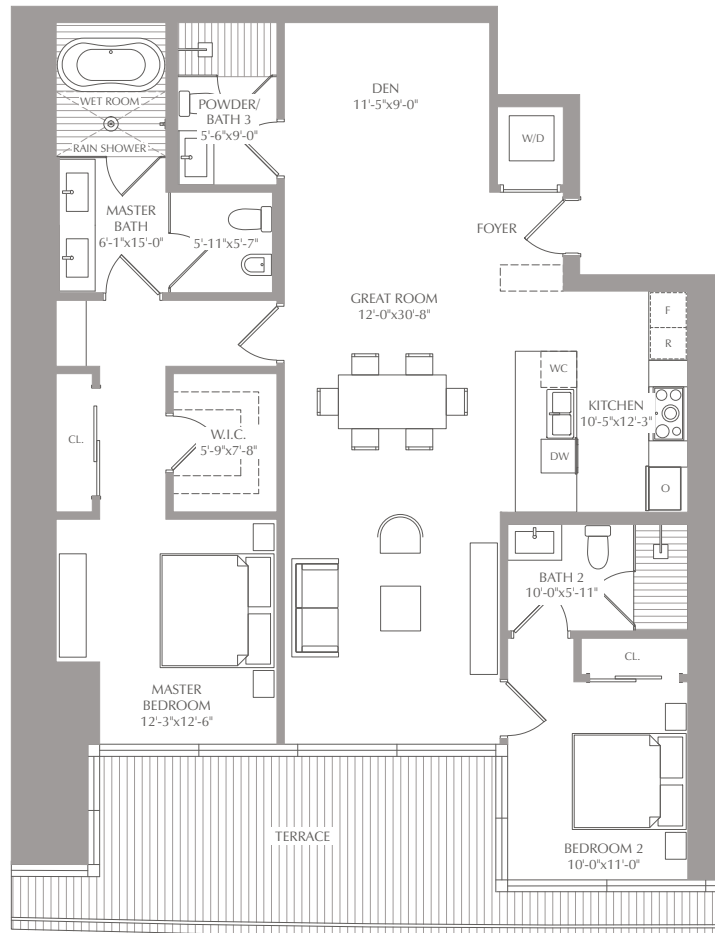 DEN
11'-5"x9'-0"
WET ROOM
POWDER/
BATH 3
5'-6"x9'-0"
W/D
RAIN SHOWER
MASTER
BATH
6'-1"x15'-0"
5'-11"x5'-7"
FOYER
GREAT ROOM
12'-0"x30'-8"
F
R
WC
KITCHEN
10'-5"x12'-3"
CL.
W.I.C.
5'-9"x7'-8"
DW
O
BATH 2
10'-0"x5'-11"
CL.
MASTER
BEDROOM
12'-3"x12'-6"
TERRACE
BEDROOM 2
10'-0"x11'-0"